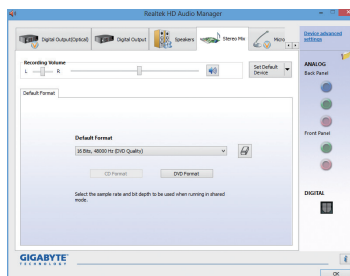 Realtek HD Audio Manager
Digital Output(Optical)
Digital Output
Speakers
Stereo Mix
Micro
Device advanced settings
Recording Volume
L
R
Set Default Device
ANALOG
Back Panel
Default Format
Default Format
16 Bits, 48000 Hz (DVD Quality)
CD Format
DVD Format
Select the sample rate and bit depth to be used when running in shared
mode.
Front Panel
DIGITAL
GIGABYTE
TECHNOLOGY
OK